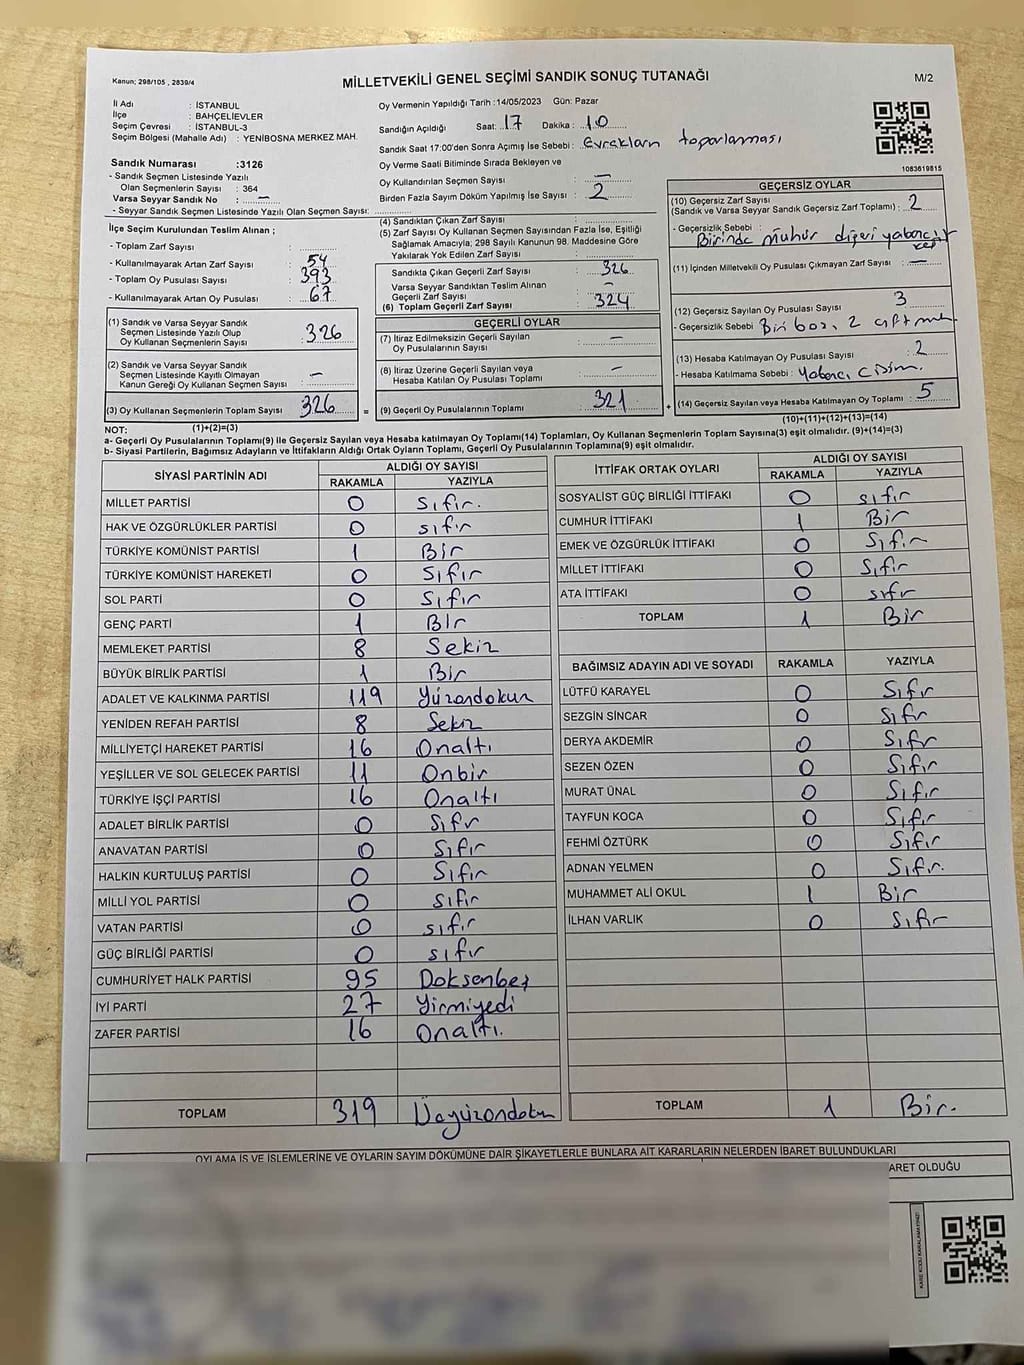 Kanun; 298/105 , 2839/4
MİLLETVEKİLİ GENEL SEÇİMİ SANDIK SONUÇ TUTANAĞI
M/2
İl Adı : İSTANBUL
İlçe : BAHÇELİEVLER
Seçim Çevresi : İSTANBUL-3
Seçim Bölgesi (Mahalle Adı) : YENİBOSNA MERKEZ MAH.
Sandık Numarası :3126
- Sandık Seçmen Listesinde Yazılı
Olan Seçmenlerin Sayısı : 364
Varsa Seyyar Sandık No : –
- Seyyar Sandık Seçmen Listesinde Yazılı Olan Seçmen Sayısı:
Oy Vermenin Yapıldığı Tarih :14/05/2023 Gün: Pazar
Sandığın Açıldığı Saat: 17 Dakika : 10
Sandık Saat 17:00'den Sonra Açımış İse Sebebi : Evrakların toparlaması
Oy Verme Saati Bitiminde Sırada Bekleyen ve
Oy Kullandırılan Seçmen Sayısı : –
Birden Fazla Sayım Döküm Yapılmış İse Sayısı : 2
1083619815
İlçe Seçim Kurulundan Teslim Alınan ;
- Toplam Zarf Sayısı :
- Kullanılmayarak Artan Zarf Sayısı : 54
- Toplam Oy Pusulası Sayısı : 393
- Kullanılmayarak Artan Oy Pusulası : 67
(4) Sandıktan Çıkan Zarf Sayısı :
(5) Zarf Sayısı Oy Kullanan Seçmen Sayısından Fazla İse, Eşitliği
Sağlamak Amacıyla; 298 Sayılı Kanunun 98. Maddesine Göre
Yakılarak Yok Edilen Zarf Sayısı :
Sandıkta Çıkan Geçerli Zarf Sayısı : 326
Varsa Seyyar Sandıktan Teslim Alınan
Geçerli Zarf Sayısı : –
(6) Toplam Geçerli Zarf Sayısı : 324
GEÇERSİZ OYLAR
(10) Geçersiz Zarf Sayısı : 2
(Sandık ve Varsa Seyyar Sandık Geçersiz Zarf Toplamı)
- Geçersizlik Sebebi :
Birinde mühür diğeri yabancı
(11) İçinden Milletvekili Oy Pusulası Çıkmayan Zarf Sayısı : –
(12) Geçersiz Sayılan Oy Pusulası Sayısı : 3
- Geçersizlik Sebebi Biri boş, 2 çift
(13) Hesaba Katılmayan Oy Pusulası Sayısı : 2
- Hesaba Katılmama Sebebi : Yabancı Cisim.
(14) Geçersiz Sayılan veya Hesaba Katılmayan Oy Toplamı : 5
(10)+(11)+(12)+(13)=(14)
(1) Sandık ve Varsa Seyyar Sandık
Seçmen Listesinde Yazılı Olup
Oy Kullanan Seçmenlerin Sayısı : 326
(2) Sandık ve Varsa Seyyar Sandık
Seçmen Listesinde Kayıtlı Olmayan
Kanun Gereği Oy Kullanan Seçmen Sayısı : –
(3) Oy Kullanan Seçmenlerin Toplam Sayısı : 326 =
(1)+(2)=(3)
GEÇERLİ OYLAR
(7) İtiraz Edilmeksizin Geçerli Sayılan
Oy Pusulalarının Sayısı : –
(8) İtiraz Üzerine Geçerli Sayılan veya
Hesaba Katılan Oy Pusulası Toplamı : –
(9) Geçerli Oy Pusulalarının Toplamı : 321 +
NOT:
a- Geçerli Oy Pusulalarının Toplamı(9) ile Geçersiz Sayılan veya Hesaba katılmayan Oy Toplamı(14) Toplamları, Oy Kullanan Seçmenlerin Toplam Sayısına(3) eşit olmalıdır. (9)+(14)=(3)
b- Siyasi Partilerin, Bağımsız Adayların ve İttifakların Aldığı Ortak Oyların Toplamı, Geçerli Oy Pusulalarının Toplamına(9) eşit olmalıdır.
SİYASİ PARTİNİN ADI ALDIĞI OY SAYISI
RAKAMLA YAZIYLA
MİLLET PARTİSİ 0 Sıfır.
HAK VE ÖZGÜRLÜKLER PARTİSİ 0 sıfır
TÜRKİYE KOMÜNİST PARTİSİ 1 Bir
TÜRKİYE KOMÜNİST HAREKETİ 0 Sıfır
SOL PARTİ 0 Sıfır
GENÇ PARTİ 1 Bir
MEMLEKET PARTİSİ 8 Sekiz
BÜYÜK BİRLİK PARTİSİ 1 Bir
ADALET VE KALKINMA PARTİSİ 119 Yüzondokuz
YENİDEN REFAH PARTİSİ 8 Sekiz
MİLLİYETÇİ HAREKET PARTİSİ 16 Onaltı
YEŞİLLER VE SOL GELECEK PARTİSİ 11 Onbir
TÜRKİYE İŞÇİ PARTİSİ 16 Onaltı
ADALET BİRLİK PARTİSİ 0 Sıfır
ANAVATAN PARTİSİ 0 Sıfır
HALKIN KURTULUŞ PARTİSİ 0 Sıfır
MİLLİ YOL PARTİSİ 0 Sıfır
VATAN PARTİSİ 0 sıfır
GÜÇ BİRLİĞİ PARTİSİ 0 sıfır
CUMHURİYET HALK PARTİSİ 95 Doksenbeş
İYİ PARTİ 27 Yirmiyedi
ZAFER PARTİSİ 16 Onaltı.
TOPLAM 319 Üçyüzondokuz
İTTİFAK ORTAK OYLARI ALDIĞI OY SAYISI
RAKAMLA YAZIYLA
SOSYALİST GÜÇ BİRLİĞİ İTTİFAKI 0 sıfır
CUMHUR İTTİFAKI 1 Bir
EMEK VE ÖZGÜRLÜK İTTİFAKI 0 Sıfır
MİLLET İTTİFAKI 0 Sıfır
ATA İTTİFAKI 0 sıfır
TOPLAM 1 Bir
BAĞIMSIZ ADAYIN ADI VE SOYADI RAKAMLA YAZIYLA
LÜTFÜ KARAYEL 0 Sıfır
SEZGİN SİNCAR 0 Sıfır
DERYA AKDEMİR 0 Sıfır
SEZEN ÖZEN 0 Sıfır
MURAT ÜNAL 0 Sıfır
TAYFUN KOCA 0 Sıfır
FEHMİ ÖZTÜRK 0 Sıfır
ADNAN YELMEN 0 Sıfır.
MUHAMMET ALİ OKUL 1 Bir
İLHAN VARLIK 0 Sıfır
TOPLAM 1 Bir.
OYLAMA İŞ VE İŞLEMLERİNE VE OYLARIN SAYIM DÖKÜMÜNE DAİR ŞİKAYETLERLE BUNLARA AİT KARARLARIN NELERDEN İBARET BULUNDUKLARI
ARET OLDUĞU
KARE KODU KARALAMAYINIZ!